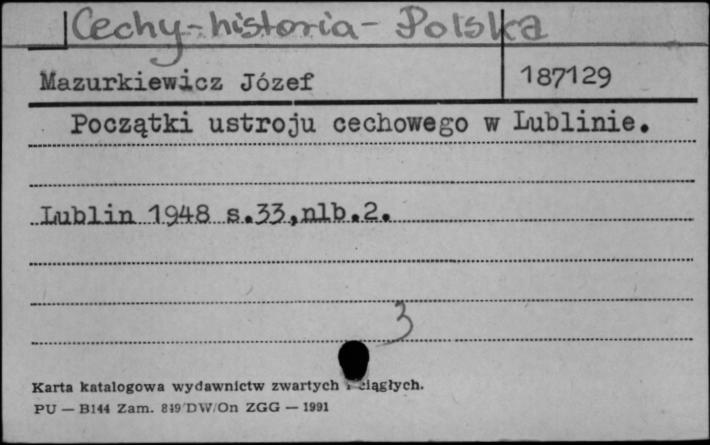 Cechy - historia - Polska
Mazurkiewicz Józef 187129
Początki ustroju cechowego w Lublinie.
Lublin 1948 s.33,nlb.2.
3
Karta katalogowa wydawnictw zwartych i ciągłych.
PU — B144 Zam. 849/DW/On ZGG — 1991